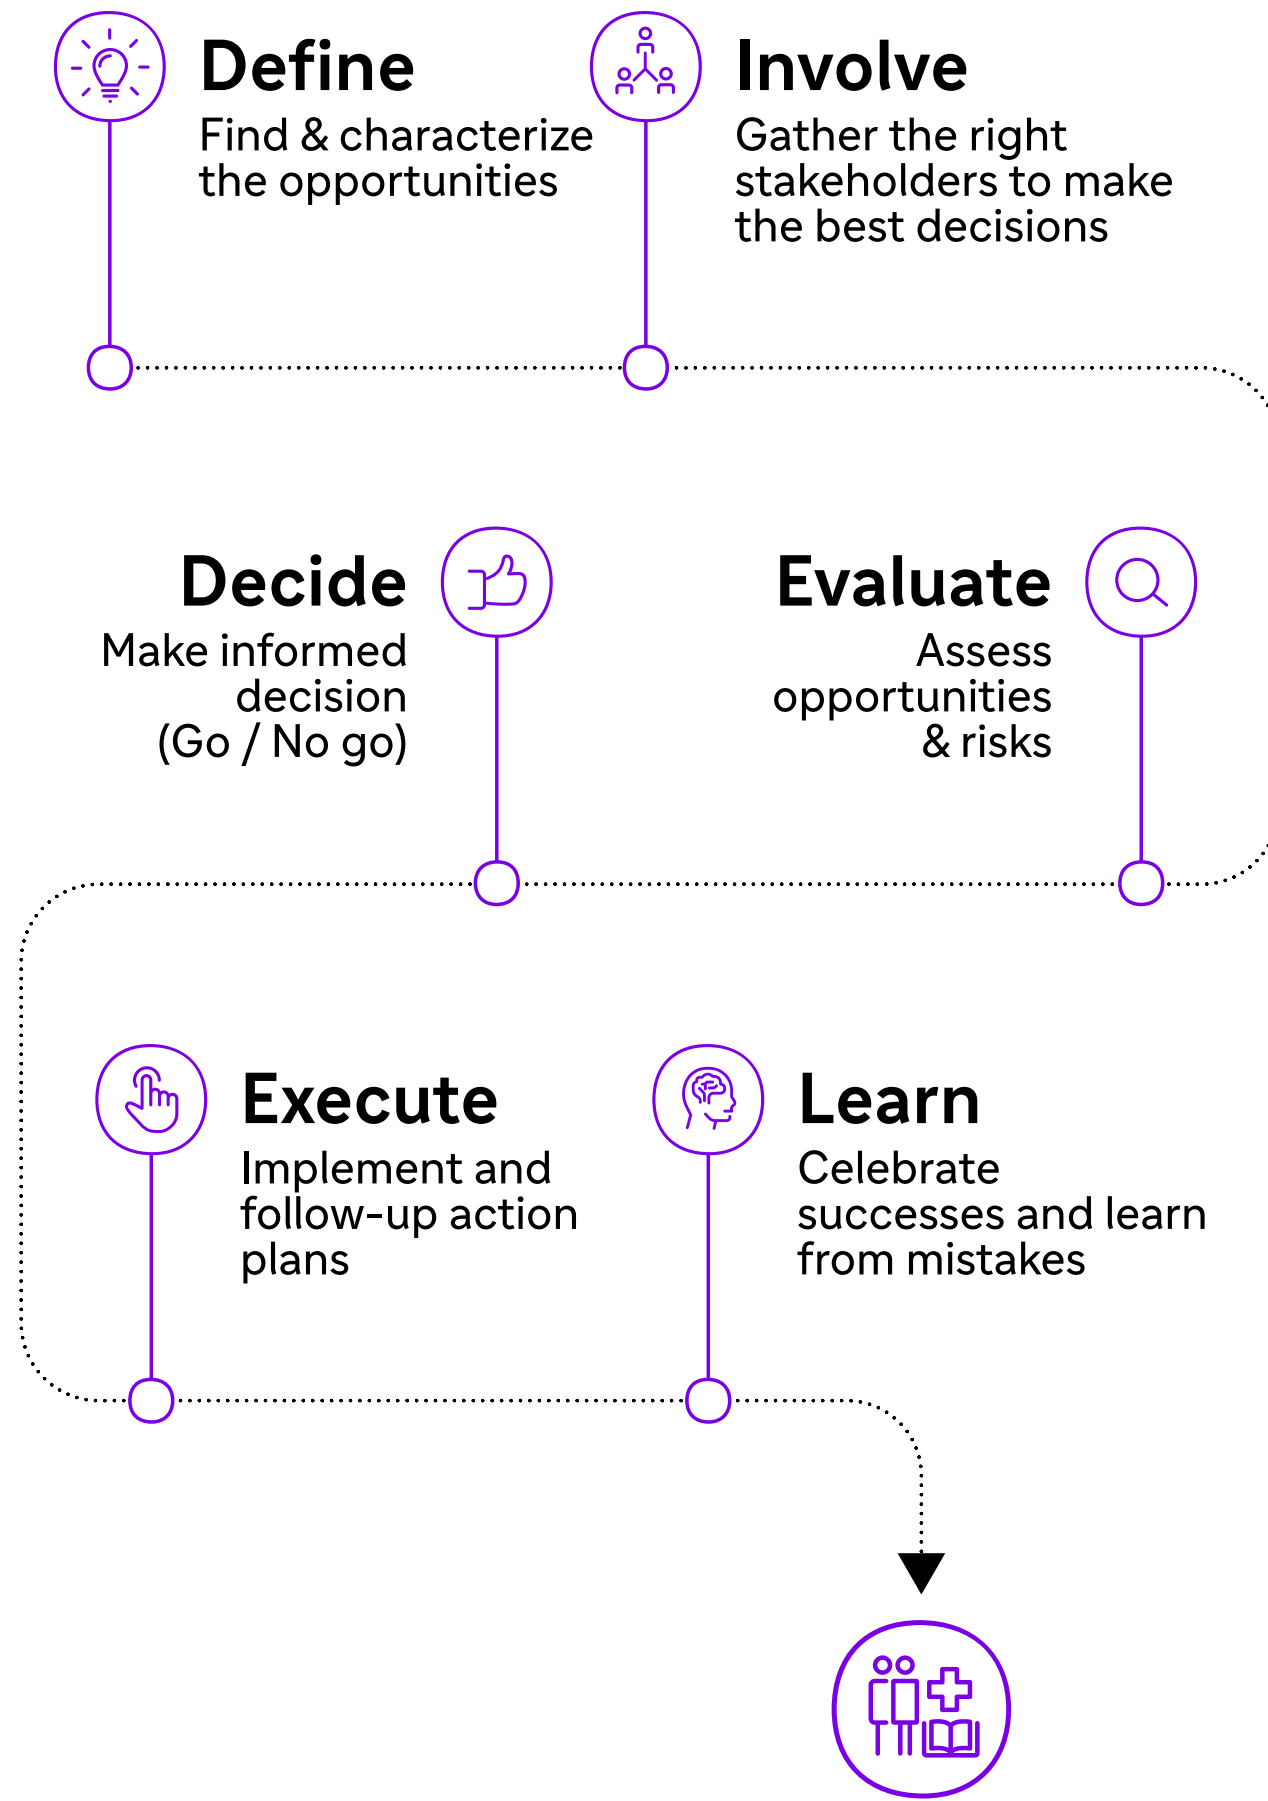 Define
Find & characterize
the opportunities
Involve
Gather the right
stakeholders to make
the best decisions
Evaluate
Assess
opportunities
& risks
Decide
Make informed
decision
(Go / No go)
Execute
Implement and
follow-up action
plans
Learn
Celebrate
successes and learn
from mistakes